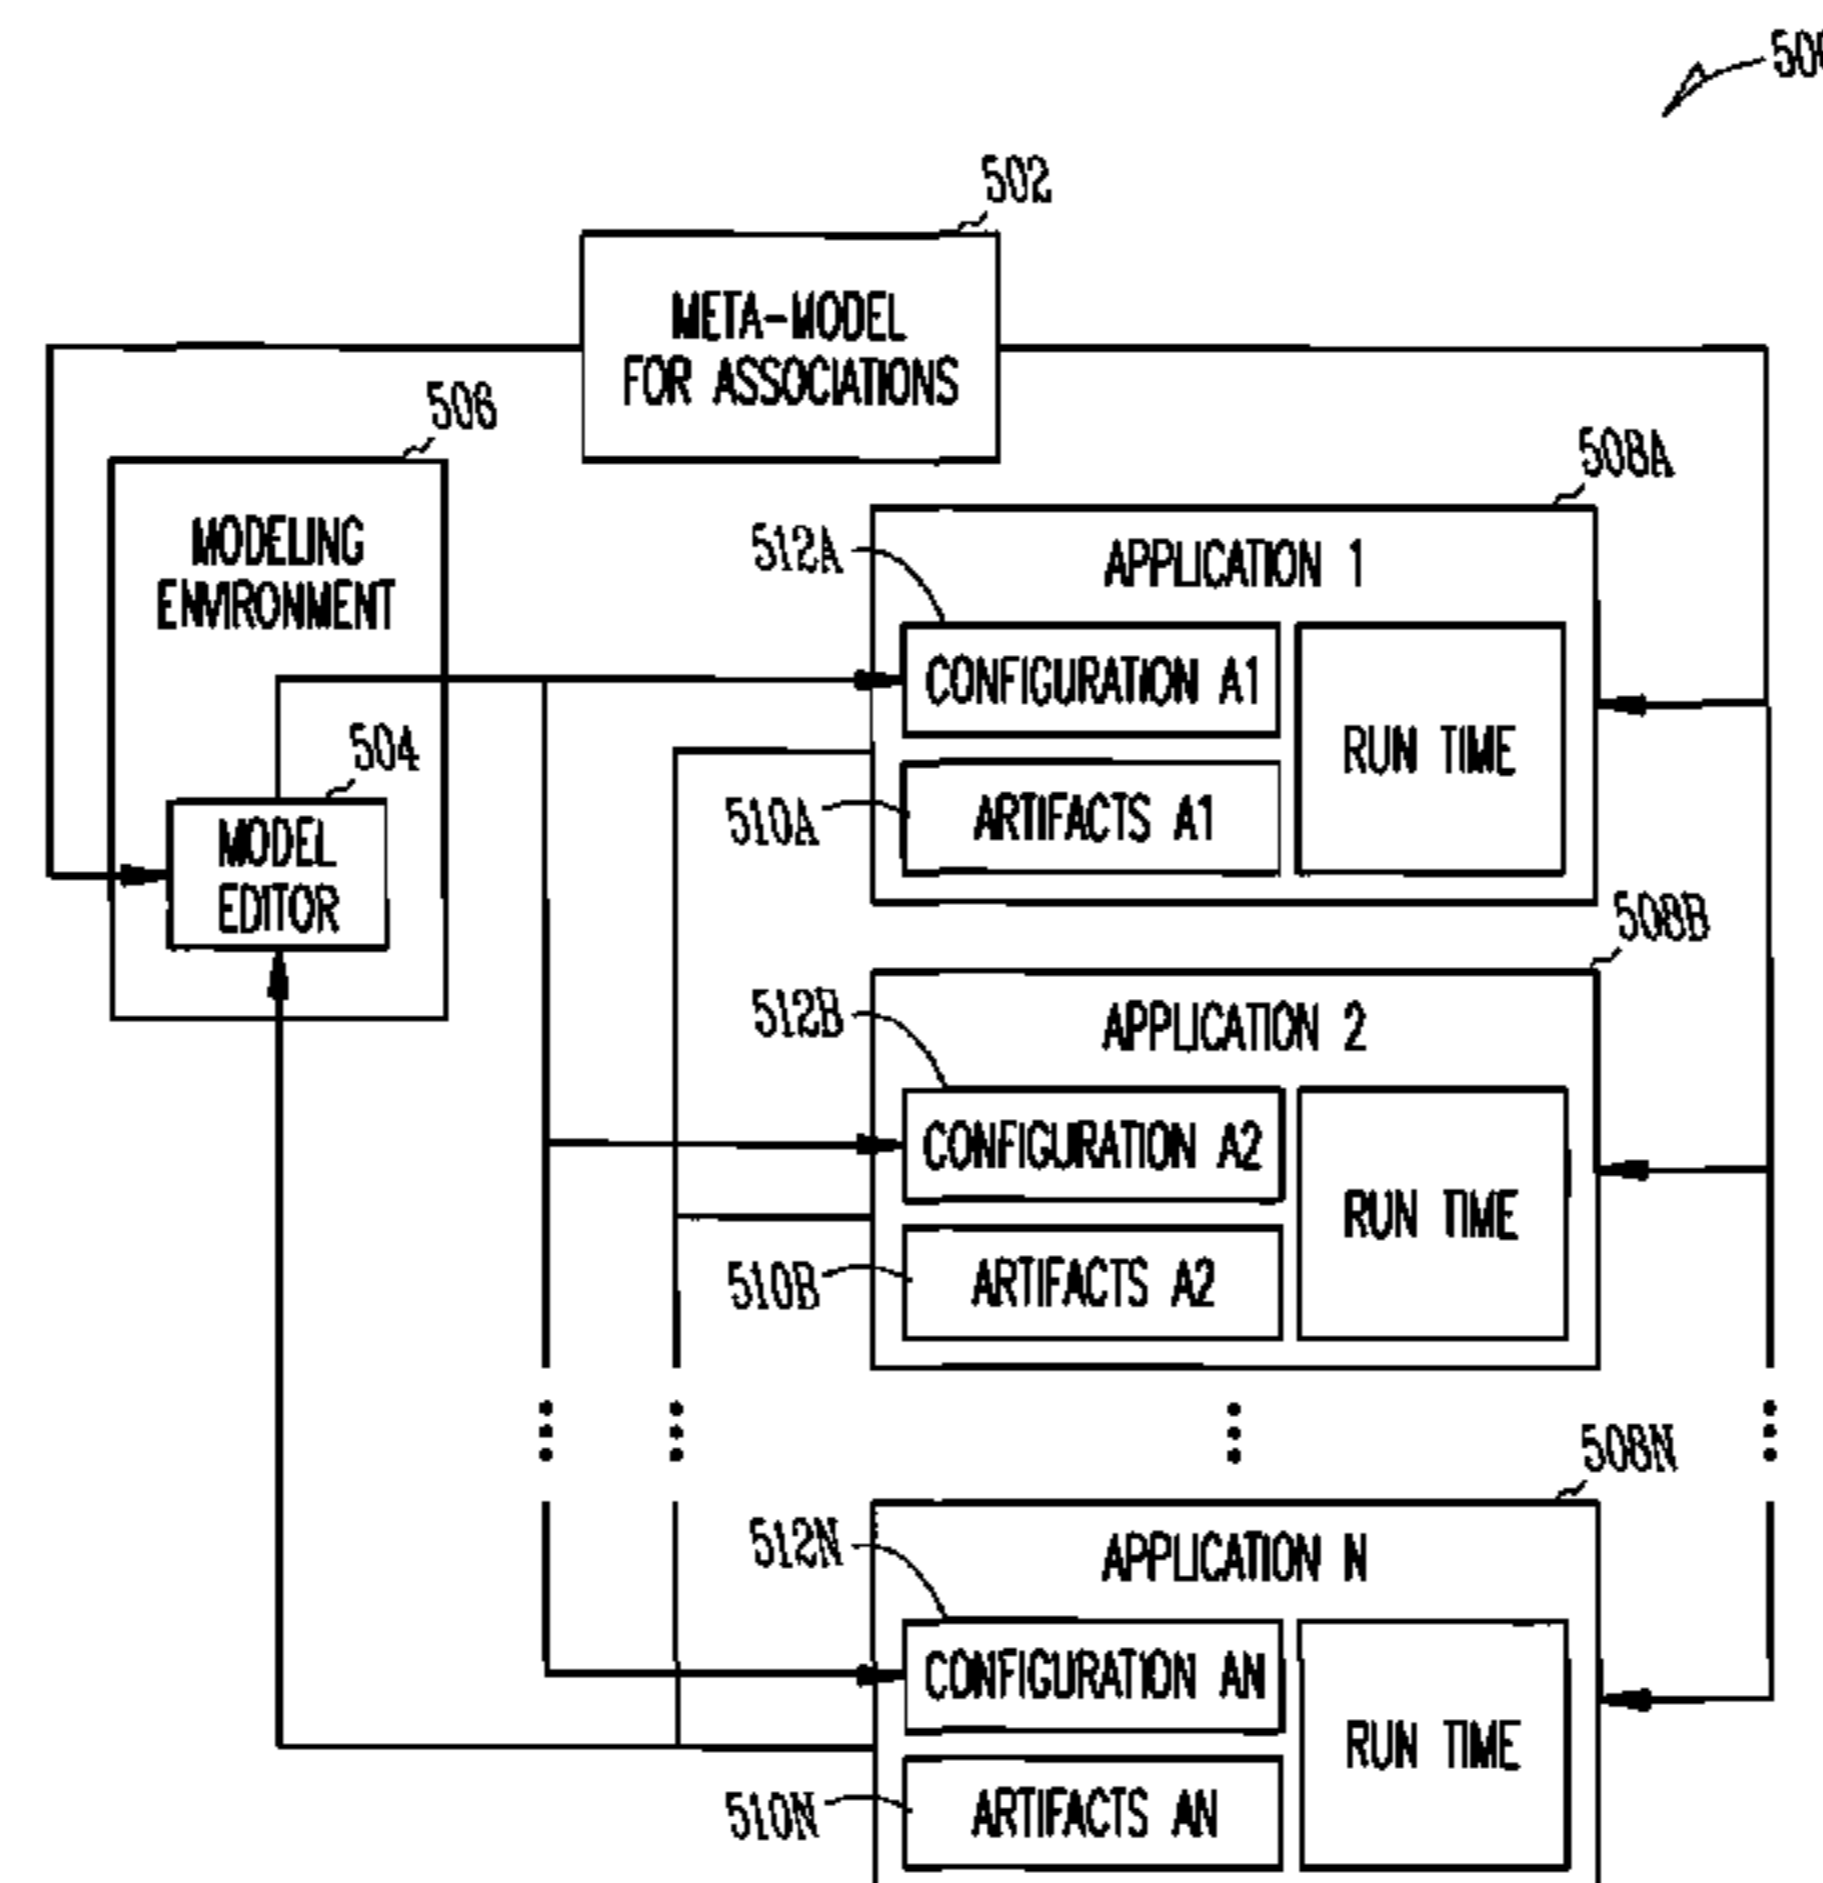 502
META-MODEL
FOR ASSOCIATIONS
506
MODELING
ENVIRONMENT
504
MODEL
EDITOR
508A
APPLICATION 1
512A
CONFIGURATION A1
RUN TIME
510A
ARTIFACTS A1
508B
APPLICATION 2
512B
CONFIGURATION A2
RUN TIME
510B
ARTIFACTS A2
508N
APPLICATION N
512N
CONFIGURATION AN
RUN TIME
510N
ARTIFACTS AN